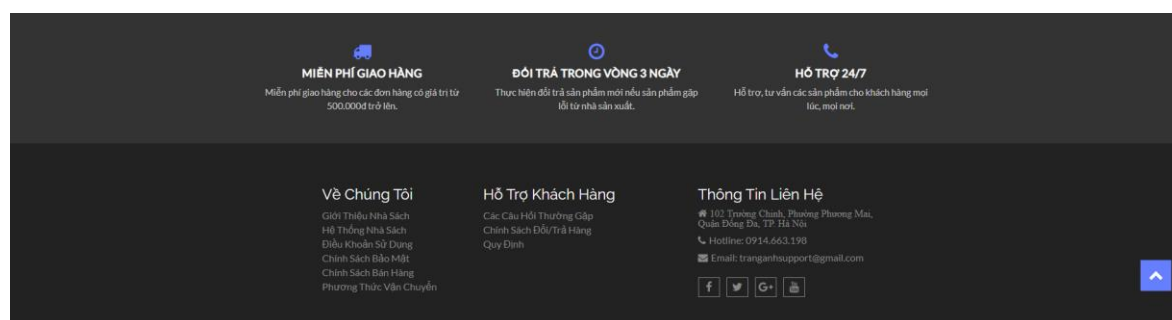 MIỄN PHÍ GIAO HÀNG
Miễn phí giao hàng cho các đơn hàng có giá trị từ
500.000đ trở lên.
ĐỔI TRẢ TRONG VÒNG 3 NGÀY
Thực hiện đổi trả sản phẩm mới nếu sản phẩm gặp
lỗi từ nhà sản xuất.
HỖ TRỢ 24/7
Hỗ trợ, tư vấn các sản phẩm cho khách hàng mọi
lúc, mọi nơi.
Về Chúng Tôi
Giới Thiệu Nhà Sách
Hệ Thống Nhà Sách
Điều Khoản Sử Dụng
Chính Sách Bảo Mật
Chính Sách Bán Hàng
Phương Thức Vận Chuyển
Hỗ Trợ Khách Hàng
Các Câu Hỏi Thường Gặp
Chính Sách Đổi/Trả Hàng
Quy Định
Thông Tin Liên Hệ
102 Trường Chinh, Phường Phương Mai,
Quận Đống Đa, TP. Hà Nội
Hotline: 0914.663.198
Email: tranganhsupport@gmail.com